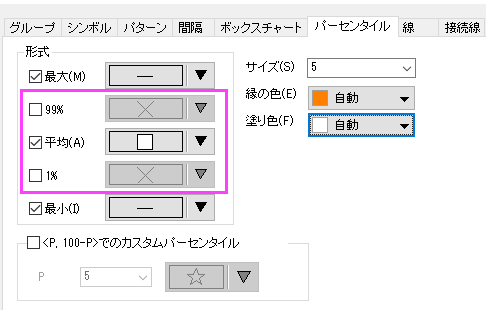 グループ シンボル パターン 間隔 ボックスチャート パーセンタイル 線 接続線
形式
最大(M)
99%
平均(A)
1%
最小(I)
サイズ(S) 5
縁の色(E) 自動
塗り色(F) 自動
<P, 100-P>でのカスタムパーセンタイル
P 5